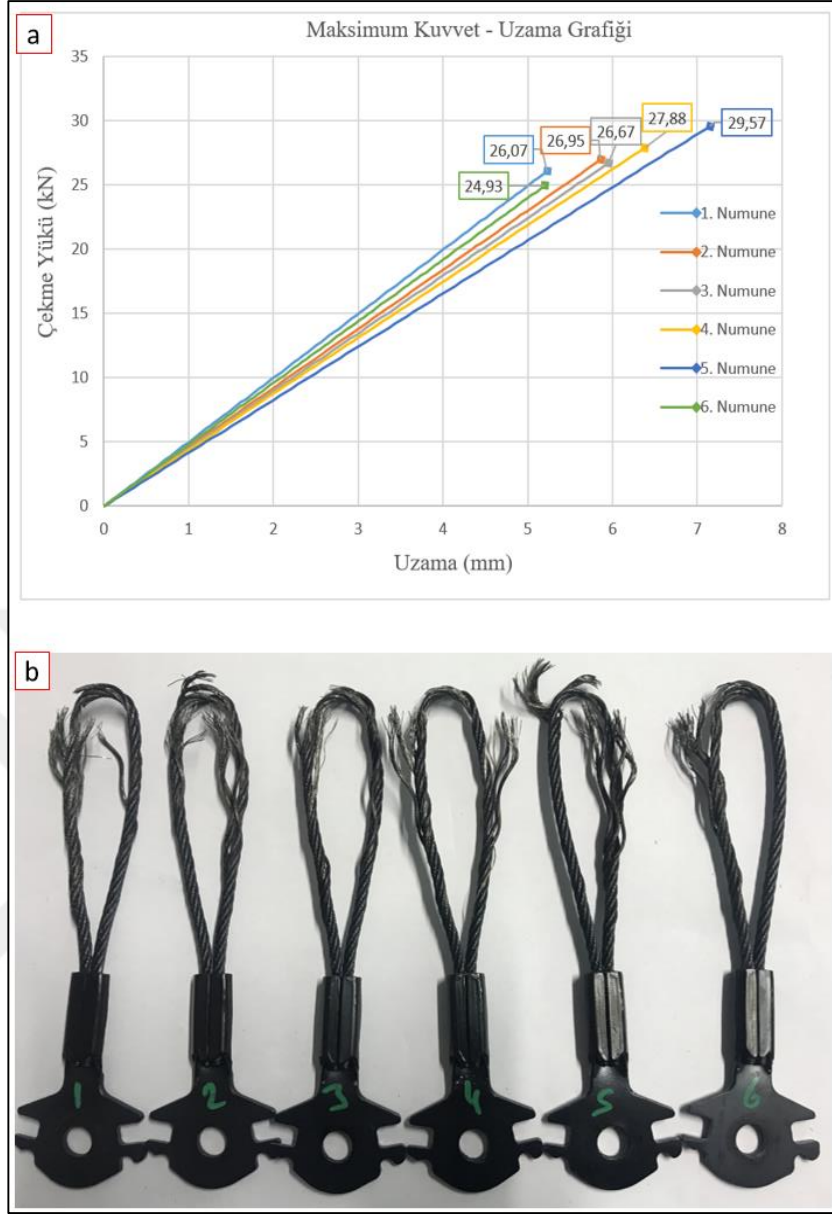 a
Maksimum Kuvvet - Uzama Grafiği
35
30
25
20
15
10
5
0
Çekme Yükü (kN)
26,07
24,93
26,95
26,67
27,88
29,57
1. Numune
2. Numune
3. Numune
4. Numune
5. Numune
6. Numune
0 1 2 3 4 5 6 7 8
Uzama (mm)
b
1 2 3 4 5 6